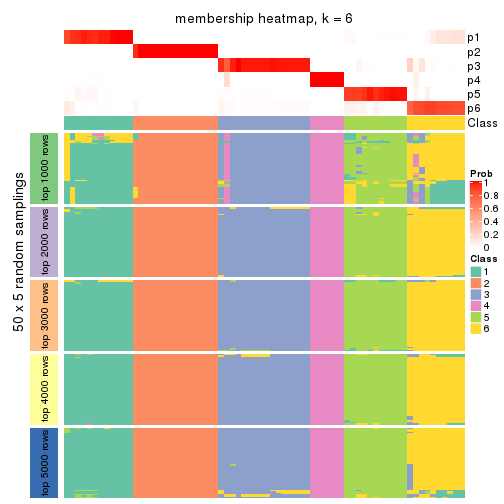 membership heatmap, k = 6
p1
p2
p3
p4
p5
p6
Class
50 x 5 random samplings
top 1000 rows
top 2000 rows
top 3000 rows
top 4000 rows
top 5000 rows
Prob
1
0.8
0.6
0.4
0.2
0
Class
1
2
3
4
5
6